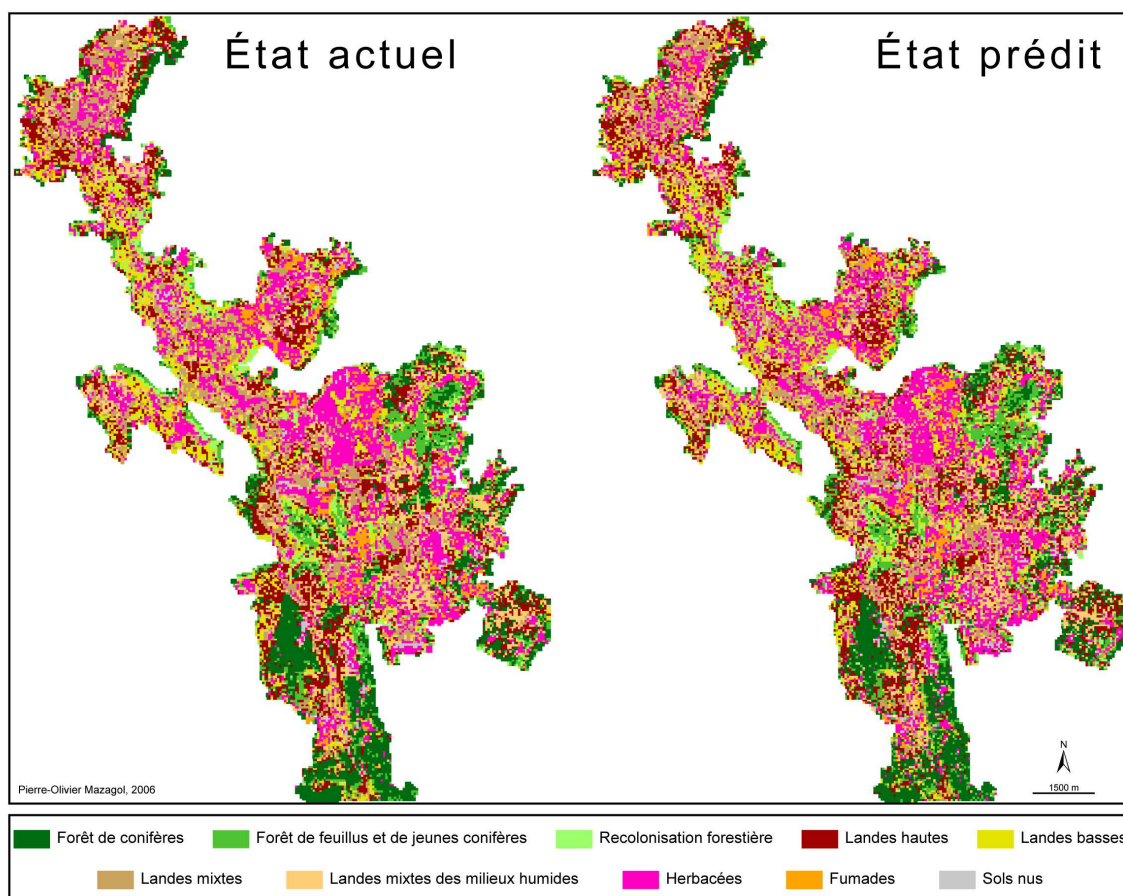 État actuel
État prédit
Pierre-Olivier Mazagol, 2006
N
1500 m
Forêt de conifères
Forêt de feuillus et de jeunes conifères
Recolonisation forestière
Landes hautes
Landes basses
Landes mixtes
Landes mixtes des milieux humides
Herbacées
Fumades
Sols nus